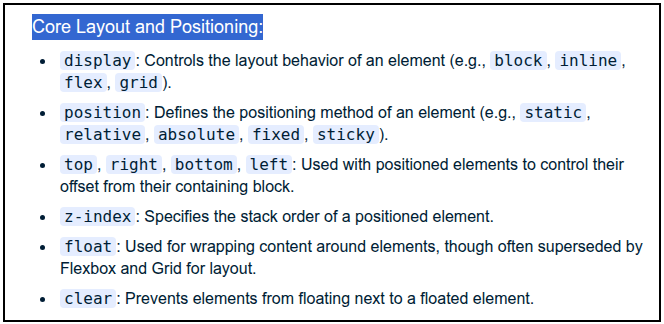 Core Layout and Positioning:
• display: Controls the layout behavior of an element (e.g., block, inline,
flex, grid).
• position: Defines the positioning method of an element (e.g., static,
relative, absolute, fixed, sticky).
• top, right, bottom, left: Used with positioned elements to control their
offset from their containing block.
• z-index: Specifies the stack order of a positioned element.
• float: Used for wrapping content around elements, though often superseded by
Flexbox and Grid for layout.
• clear: Prevents elements from floating next to a floated element.